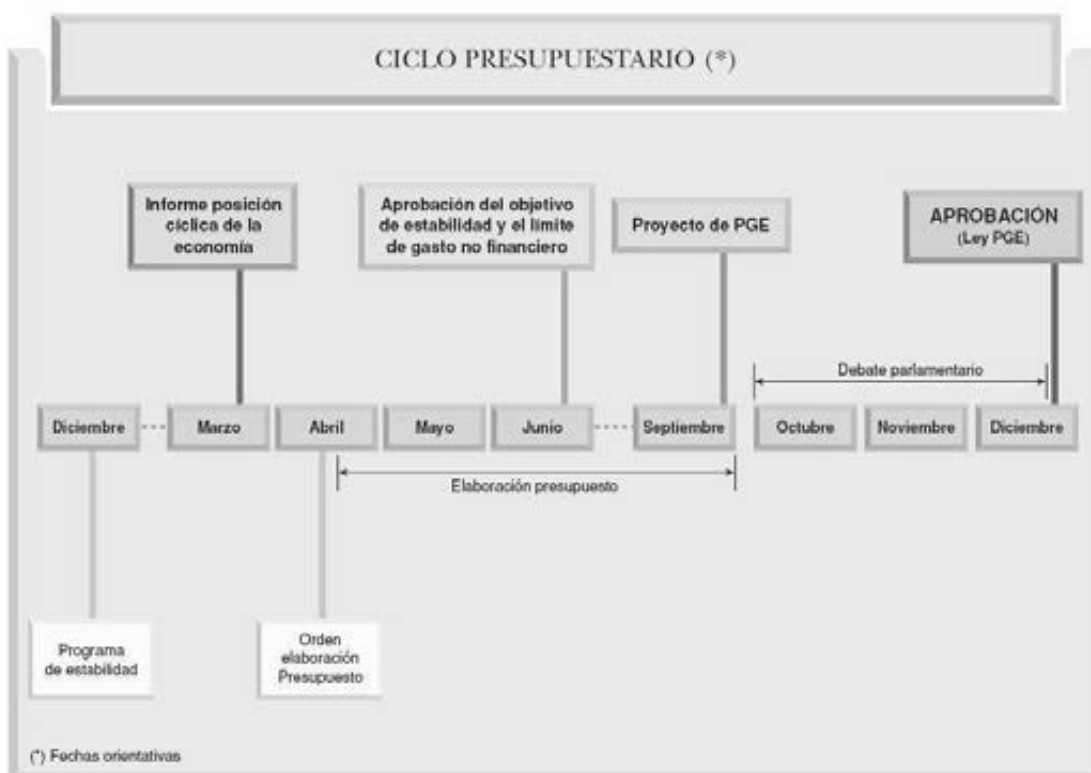 CICLO PRESUPUESTARIO (*)
Informe posición
cíclica de la
economía
Aprobación del objetivo
de estabilidad y el límite
de gasto no financiero
Proyecto de PGE
APROBACIÓN
(Ley PGE)
Debate parlamentario
Diciembre
Marzo
Abril
Mayo
Junio
Septiembre
Octubre
Noviembre
Diciembre
Elaboración presupuesto
Programa
de estabilidad
Orden
elaboración
Presupuesto
(*) Fechas orientativas